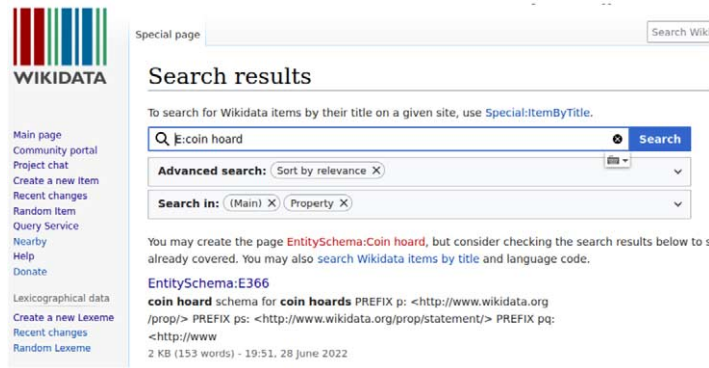 WIKIDATA
Main page
Community portal
Project chat
Create a new Item
Recent changes
Random Item
Query Service
Nearby
Help
Donate
Lexicographical data
Create a new Lexeme
Recent changes
Random Lexeme
Special page
Search Wiki
Search results
To search for Wikidata items by their title on a given site, use Special:ItemByTitle.
E:coin hoard
Search
Advanced search: Sort by relevance
Search in: (Main) Property
You may create the page EntitySchema:Coin hoard, but consider checking the search results below to s
already covered. You may also search Wikidata items by title and language code.
EntitySchema:E366
coin hoard schema for coin hoards PREFIX p: <http://www.wikidata.org
/prop/> PREFIX ps: <http://www.wikidata.org/prop/statement/> PREFIX pq:
<http://www
2 KB (153 words) - 19:51, 28 June 2022